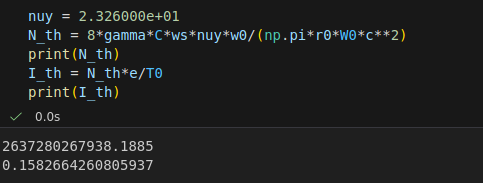 nuy = 2.326000e+01
N_th = 8*gamma*C*ws*nuy*w0/(np.pi*r0*W0*c**2)
print(N_th)
I_th = N_th*e/T0
print(I_th)
0.0s
2637280267938.1885
0.1582664260805937